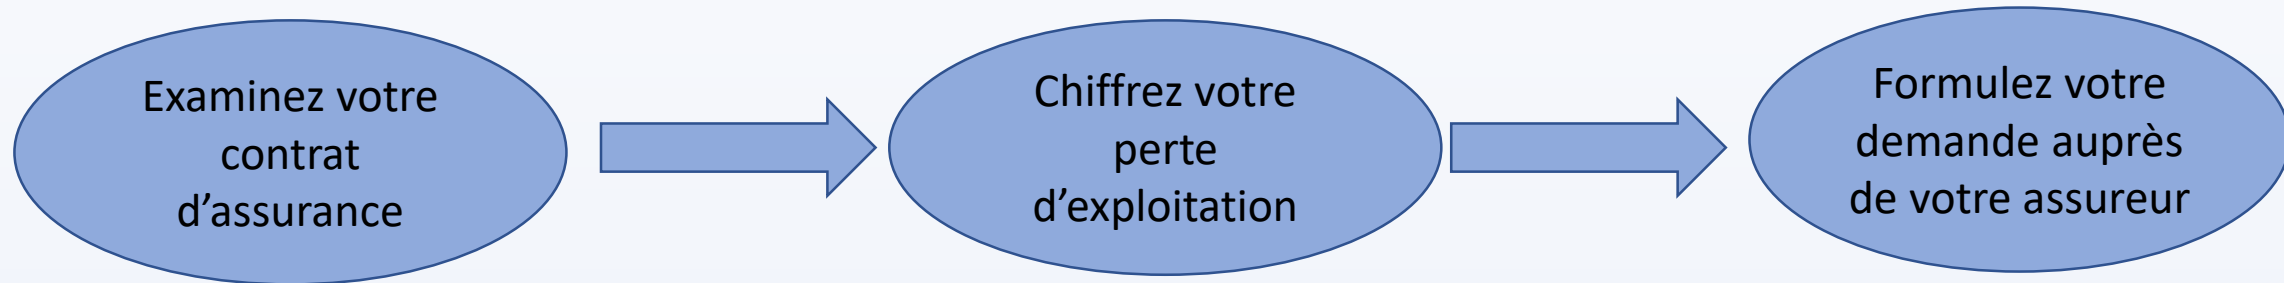 Examinez votre
contrat
d’assurance
Chiffrez votre
perte
d’exploitation
Formulez votre
demande auprès
de votre assureur